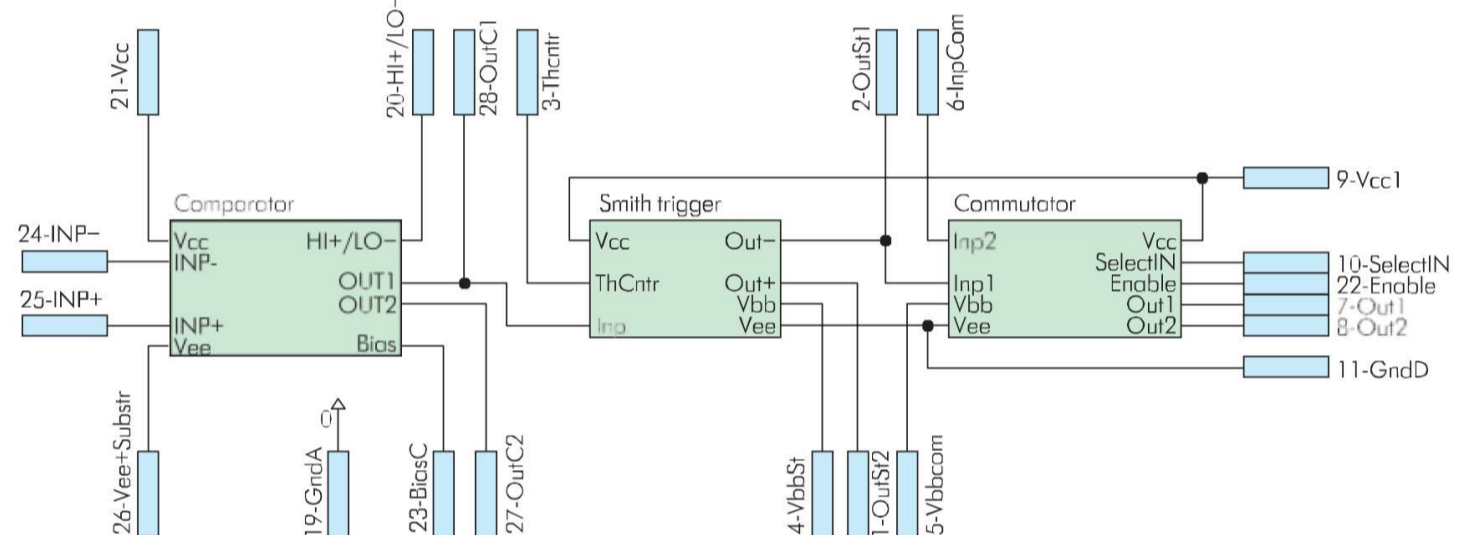 21-Vcc
20-HI+/LO-
28-OutC1
3-Thcntr
2-OutSt1
6-InpCom
9-Vcc1
Comparator
Smith trigger
Commutator
24-INP-
25-INP+
Vcc
INP-
INP+
Vee
HI+/LO-
OUT1
OUT2
Bias
Vcc
ThCntr
Inp
Out-
Out+
Vbb
Vee
Inp2
Inp1
Vbb
Vee
Vcc
SelectIN
Enable
Out1
Out2
10-SelectIN
22-Enable
7-Out1
8-Out2
11-GndD
26-Vee+Substr
0
19-GndA
23-BiasC
27-OutC2
4-VbbSt
1-OutSt2
5-Vbbcom